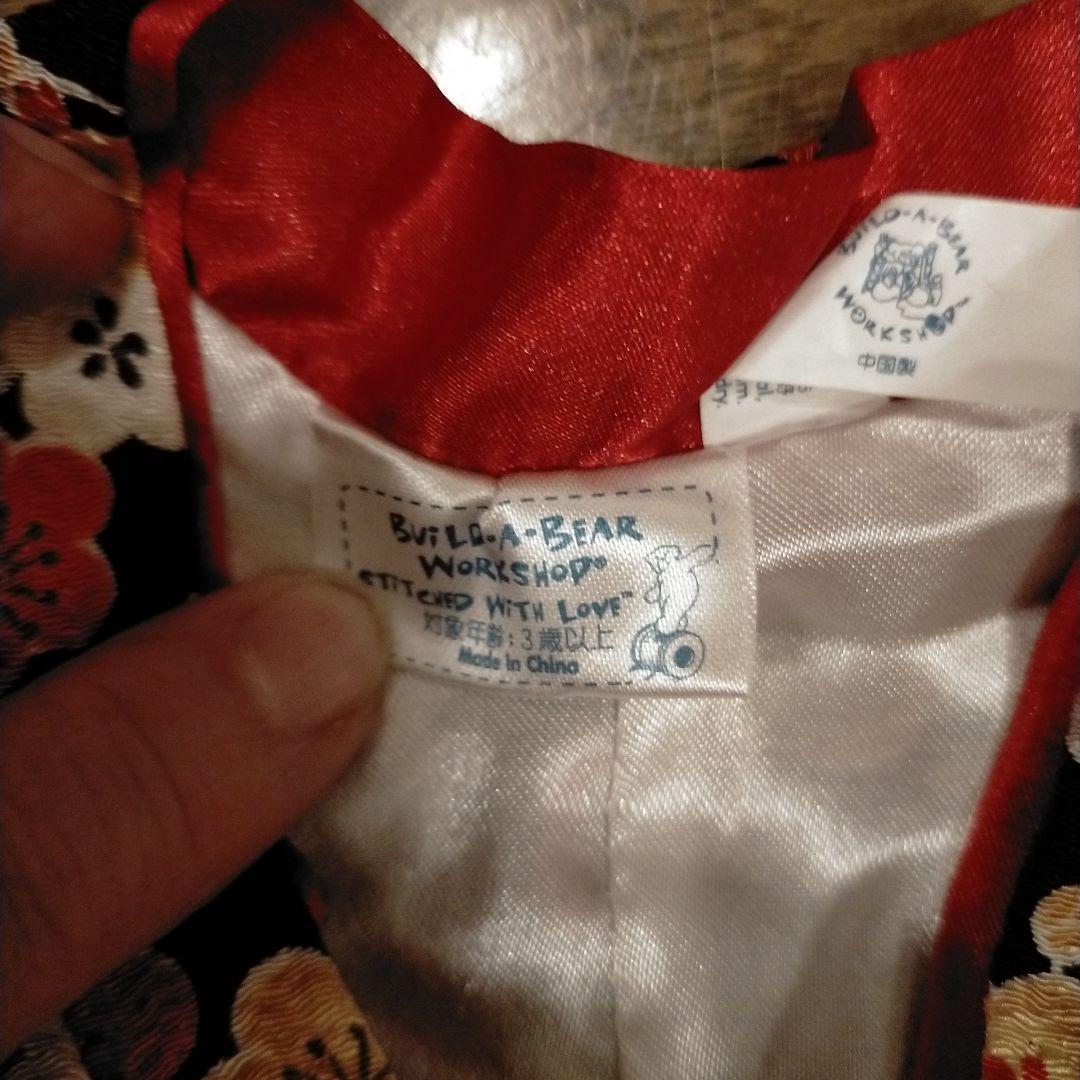 BUILD-A-BEAR
WORKSHOP®
STITCHED WITH LOVE™
対象年齢:3歳以上
Made in China
BUILD-A-BEAR
WORKSHOP
中国製
dry.